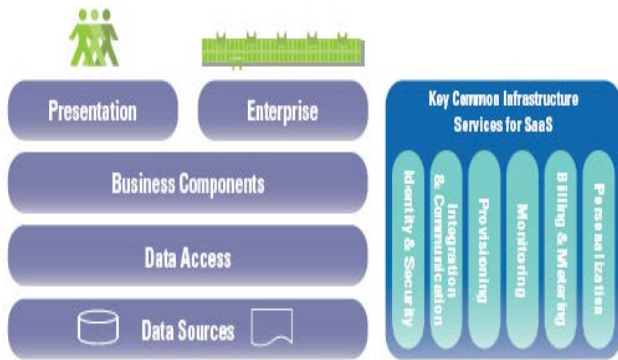 Presentation
Enterprise
Business Components
Data Access
Data Sources
Key Common Infrastructure
Services for SaaS
Identity & Security
Integration
& Communication
Provisioning
Monitoring
Billing & Metering
Personalization